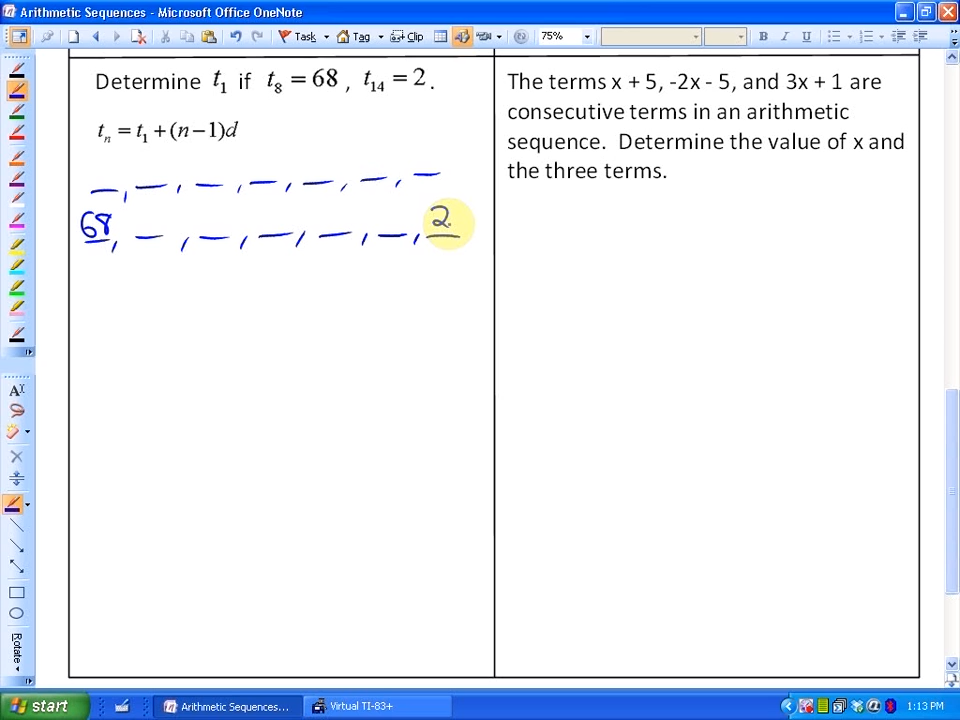 Arithmetic Sequences - Microsoft Office OneNote
Task Tag Clip 75% B I U
Determine t₁ if t₈ = 68 , t₁₄ = 2 .
tₙ = t₁ + (n − 1)d
_, _, _, _, _, _, _
68, _, _, _, _, _, 2
The terms x + 5, -2x - 5, and 3x + 1 are
consecutive terms in an arithmetic
sequence. Determine the value of x and
the three terms.
A
Rotate
start Arithmetic Sequences... Virtual TI-83+ 1:13 PM